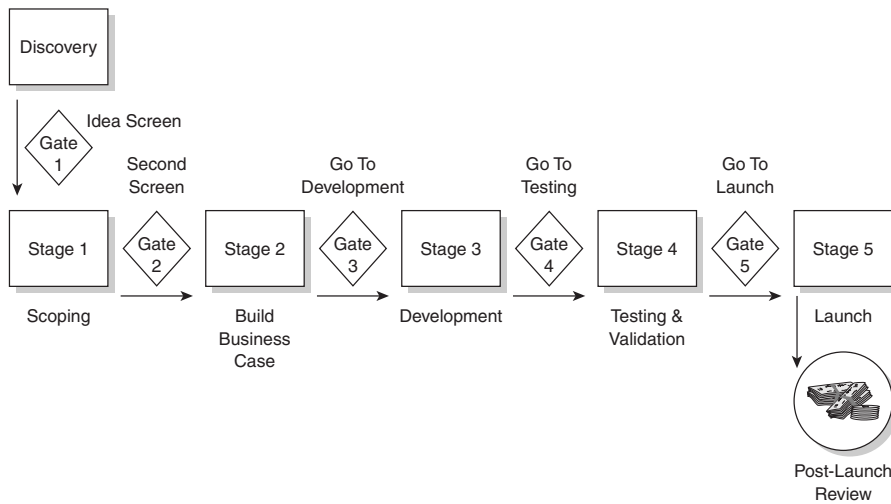 Discovery
Idea Screen
Gate
1
Second
Screen
Go To
Development
Go To
Testing
Go To
Launch
Stage 1
Gate
2
Stage 2
Gate
3
Stage 3
Gate
4
Stage 4
Gate
5
Stage 5
Scoping
Build
Business
Case
Development
Testing &
Validation
Launch
Post-Launch
Review